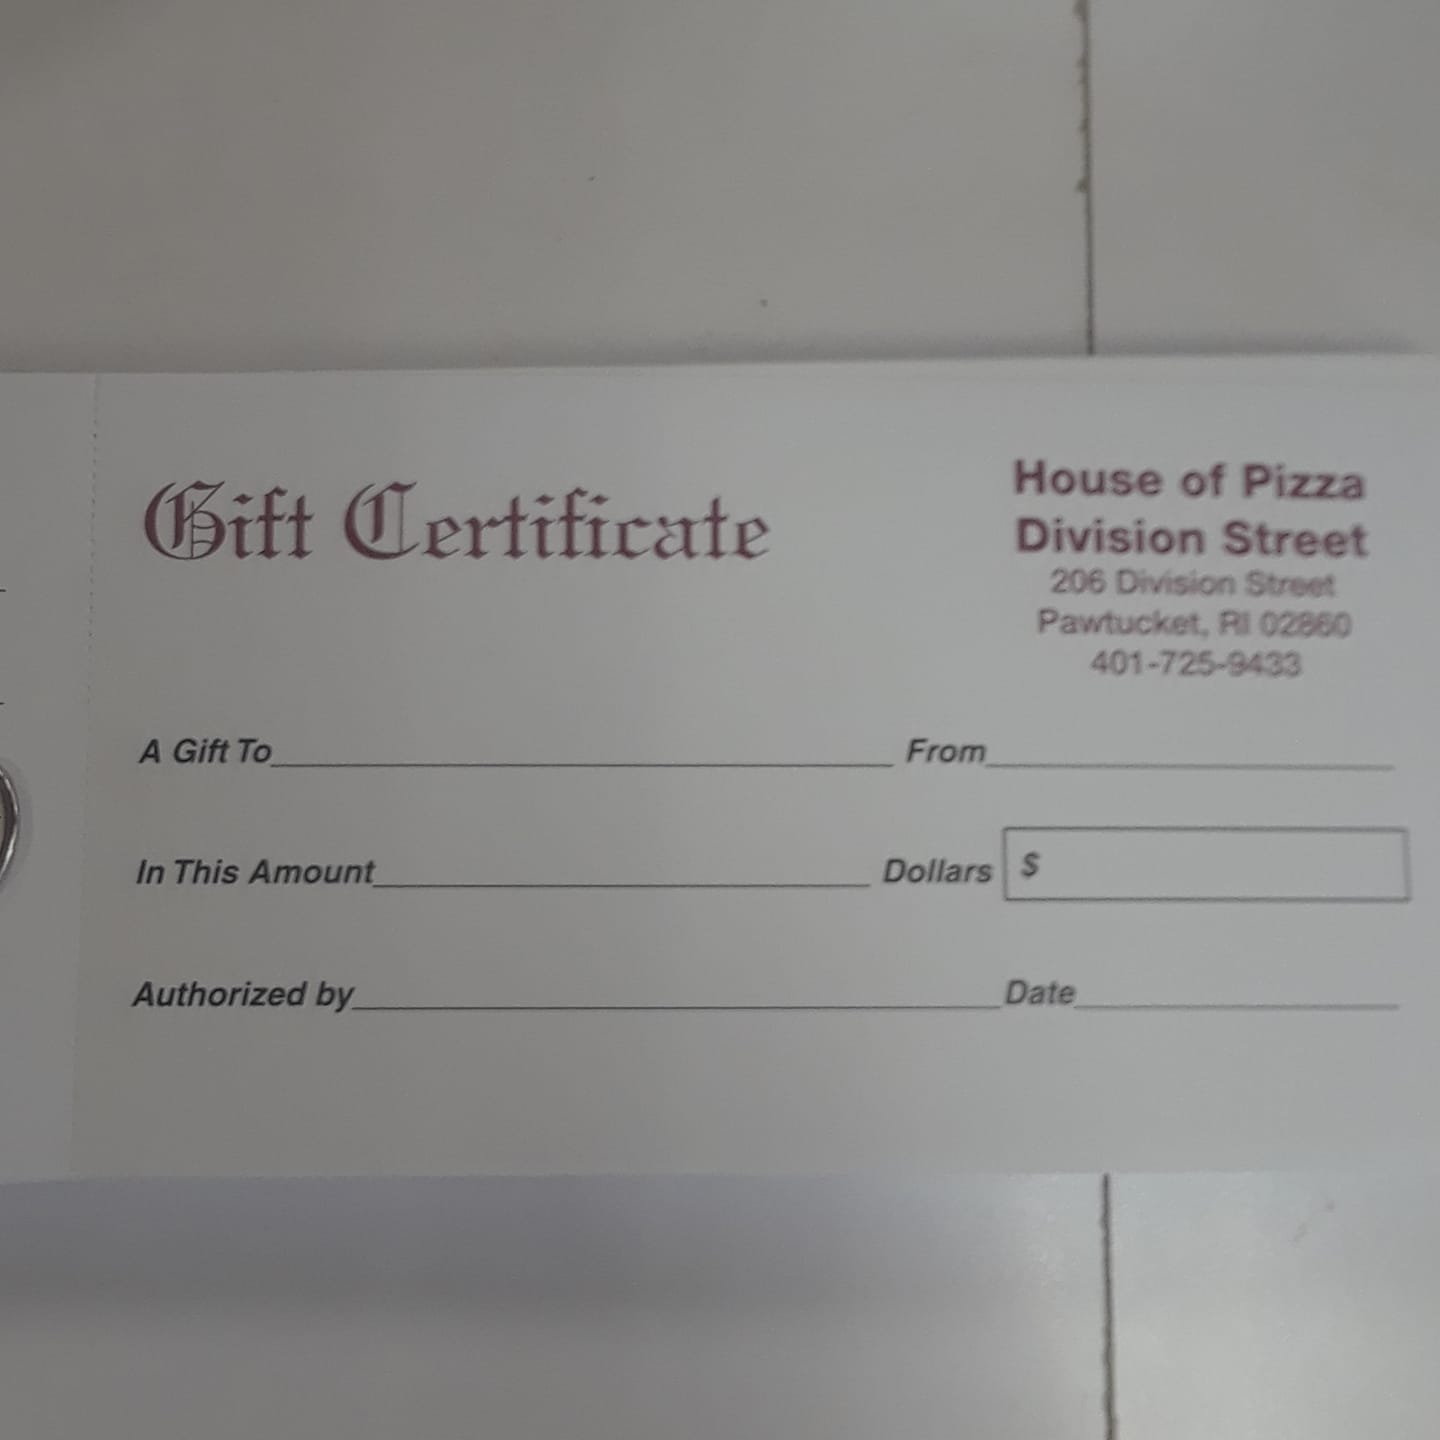 Gift Certificate
House of Pizza
Division Street
206 Division Street
Pawtucket, RI 02860
401-725-9433
A Gift To From
In This Amount Dollars $
Authorized by Date